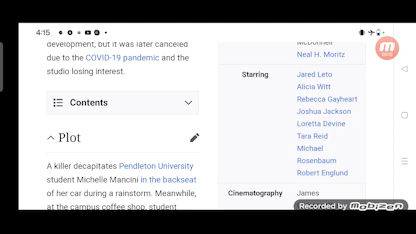 4:15
development, but it was later canceled
due to the COVID-19 pandemic and the
studio losing interest.
Contents
Plot
A killer decapitates Pendleton University
student Michelle Mancini in the backseat
of her car during a rainstorm. Meanwhile,
at the campus coffee shop, student
McDonnell
Neal H. Moritz
Starring
Jared Leto
Alicia Witt
Rebecca Gayheart
Joshua Jackson
Loretta Devine
Tara Reid
Michael
Rosenbaum
Robert Englund
Cinematography
James
Recorded by Mobizen